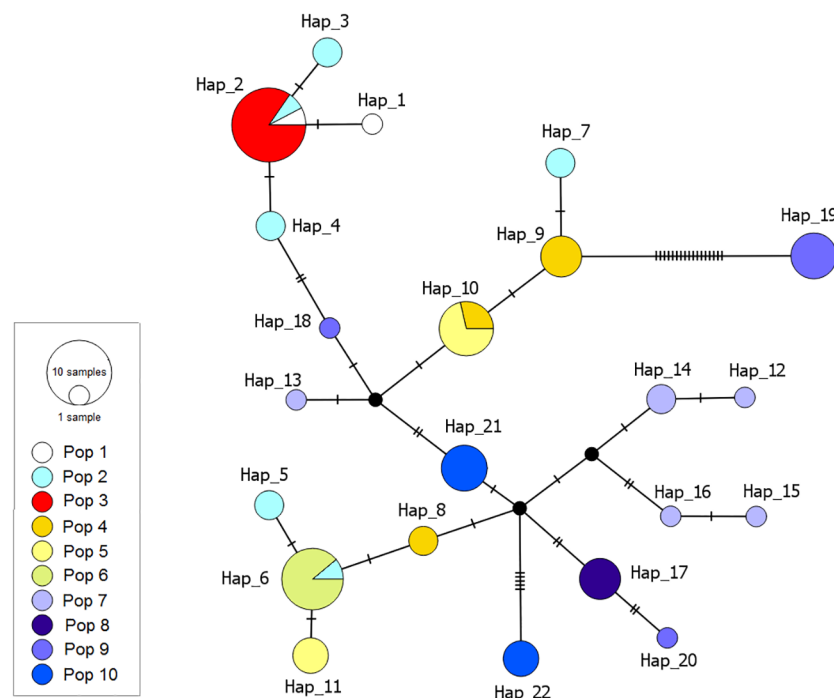 Hap_3
Hap_2
Hap_1
Hap_7
Hap_4
Hap_9
Hap_19
Hap_10
Hap_18
Hap_13
Hap_14
Hap_12
Hap_21
Hap_5
Hap_8
Hap_16
Hap_15
Hap_6
Hap_17
Hap_20
Hap_11
Hap_22
10 samples
1 sample
Pop 1
Pop 2
Pop 3
Pop 4
Pop 5
Pop 6
Pop 7
Pop 8
Pop 9
Pop 10